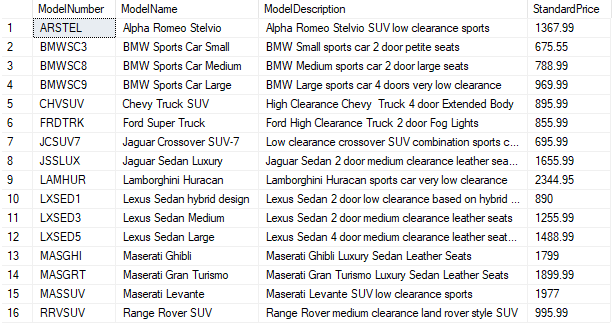 ModelNumber ModelName ModelDescription StandardPrice
1 ARSTEL Alpha Romeo Stelvio Alpha Romeo Stelvio SUV low clearance sports 1367.99
2 BMWSC3 BMW Sports Car Small BMW Small sports car 2 door petite seats 675.55
3 BMWSC8 BMW Sports Car Medium BMW Medium sports car 2 door large seats 788.99
4 BMWSC9 BMW Sports Car Large BMW Large sports car 4 doors very low clearance 969.99
5 CHVSUV Chevy Truck SUV High Clearance Chevy Truck 4 door Extended Body 895.99
6 FRDTRK Ford Super Truck Ford High Clearance Truck 2 door Fog Lights 855.99
7 JCSUV7 Jaguar Crossover SUV-7 Low clearance crossover SUV combination sports c... 695.99
8 JSSLUX Jaguar Sedan Luxury Jaguar Sedan 2 door medium clearance leather sea... 1655.99
9 LAMHUR Lamborghini Huracan Lamborghini Huracan sports car very low clearance 2344.95
10 LXSED1 Lexus Sedan hybrid design Lexus Sedan 2 door low clearance based on hybrid ... 890
11 LXSED3 Lexus Sedan Medium Lexus Sedan 2 door medium clearance leather seats 1255.99
12 LXSED5 Lexus Sedan Large Lexus Sedan 4 door medium clearance leather seat... 1488.99
13 MASGHI Maserati Ghibli Maserati Ghibli Luxury Sedan Leather Seats 1799
14 MASGRT Maserati Gran Turismo Maserati Gran Turismo Luxury Sedan Leather Seats 1899.99
15 MASSUV Maserati Levante Maserati Levante SUV low clearance sports 1977
16 RRVSUV Range Rover SUV Range Rover medium clearance land rover style SUV 995.99